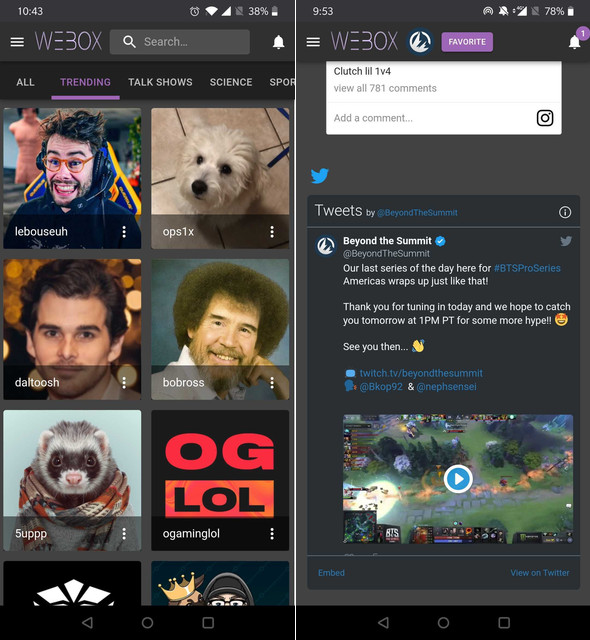 10:43
38%
WEBOX
Search...
ALL
TRENDING
TALK SHOWS
SCIENCE
SPOR
lebouseuh
ops1x
daltoosh
bobross
5uppp
OG
LOL
ogaminglol
9:53
78%
WEBOX
FAVORITE
1
Clutch lil 1v4
view all 781 comments
Add a comment...
Tweets by @BeyondTheSummit
Beyond the Summit
@BeyondTheSummit
Our last series of the day here for #BTSProSeries
Americas wraps up just like that!
Thank you for tuning in today and we hope to catch
you tomorrow at 1PM PT for some more hype!! 🤩
See you then... 👋
📺 twitch.tv/beyondthesummit
🗣 @Bkop92 & @nephsensei
BTS
Embed
View on Twitter